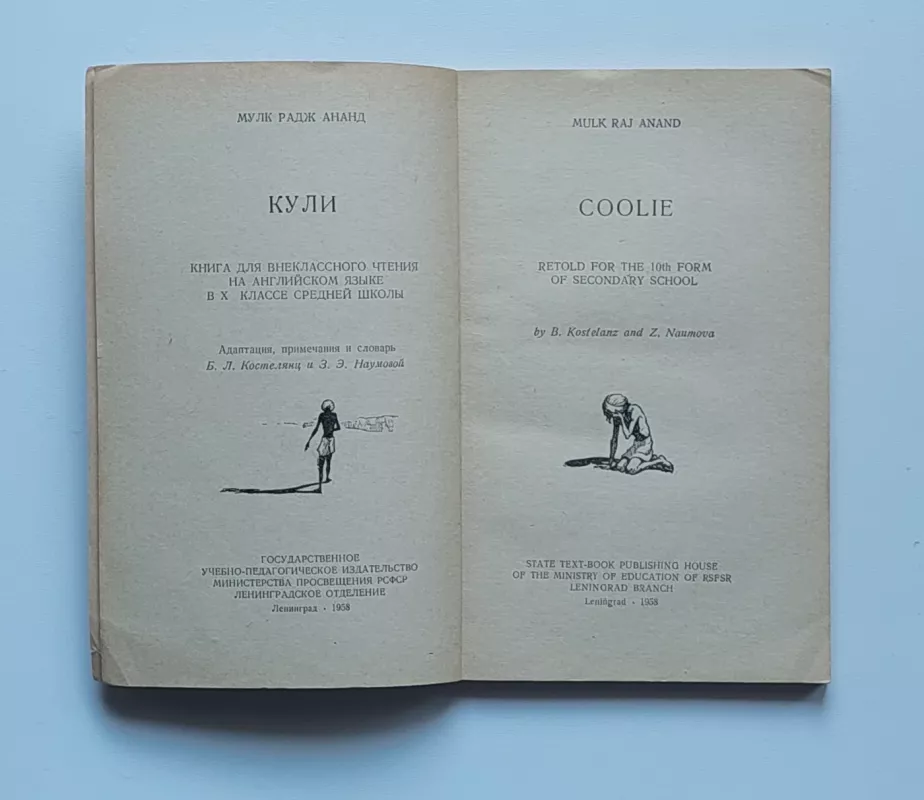 МУЛК РАДЖ АНАНД
КУЛИ
КНИГА ДЛЯ ВНЕКЛАССНОГО ЧТЕНИЯ
НА АНГЛИЙСКОМ ЯЗЫКЕ
В X КЛАССЕ СРЕДНЕЙ ШКОЛЫ
Адаптация, примечания и словарь
Б. Л. Костелянц и З. Э. Наумовой
ГОСУДАРСТВЕННОЕ
УЧЕБНО-ПЕДАГОГИЧЕСКОЕ ИЗДАТЕЛЬСТВО
МИНИСТЕРСТВА ПРОСВЕЩЕНИЯ РСФСР
ЛЕНИНГРАДСКОЕ ОТДЕЛЕНИЕ
Ленинград · 1958
MULK RAJ ANAND
COOLIE
RETOLD FOR THE 10th FORM
OF SECONDARY SCHOOL
by B. Kostelanz and Z. Naumova
STATE TEXT-BOOK PUBLISHING HOUSE
OF THE MINISTRY OF EDUCATION OF RSFSR
LENINGRAD BRANCH
Leningrad · 1958